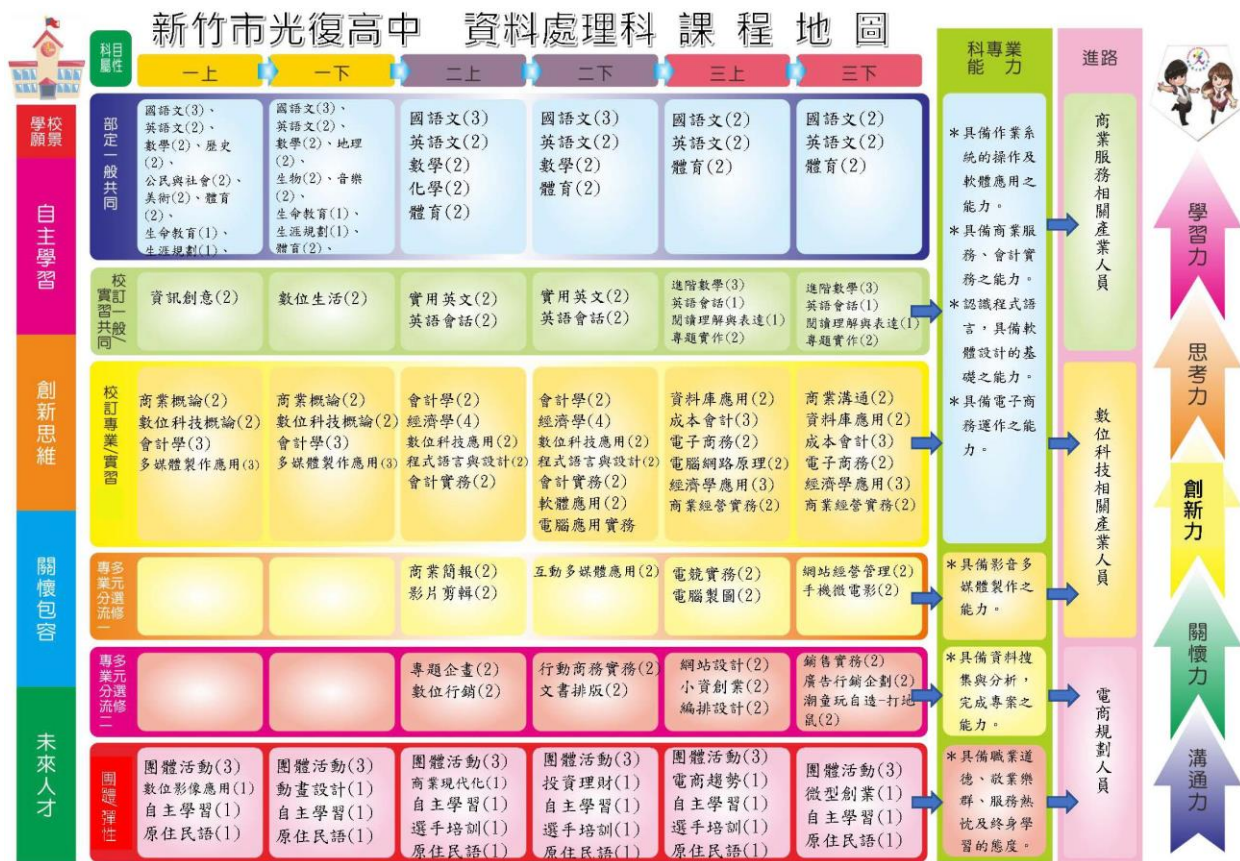 新竹市光復高中 資料處理科 課程地圖
科目
屬性
一上
一下
二上
二下
三上
三下
科專業
能力
進路
學校
願景
自主學習
創新思維
關懷包容
未來人才
部定一般共同
國語文(3)、
英語文(2)、
數學(2)、歷史
(2)、
公民與社會(2)、
美術(2)、體育
(2)、
生命教育(1)、
生涯規劃(1)、
國語文(3)、
英語文(2)、
數學(2)、地理
(2)、
生物(2)、音樂
(2)、
生命教育(1)、
生涯規劃(1)、
體育(2)、
國語文(3)
英語文(2)
數學(2)
化學(2)
體育(2)
國語文(3)
英語文(2)
數學(2)
體育(2)
國語文(2)
英語文(2)
體育(2)
國語文(2)
英語文(2)
體育(2)
校訂一般/
實習共同
資訊創意(2)
數位生活(2)
實用英文(2)
英語會話(2)
實用英文(2)
英語會話(2)
進階數學(3)
英語會話(1)
閱讀理解與表達(1)
專題實作(2)
進階數學(3)
英語會話(1)
閱讀理解與表達(1)
專題實作(2)
校訂專業/實習
商業概論(2)
數位科技概論(2)
會計學(3)
多媒體製作應用(3)
商業概論(2)
數位科技概論(2)
會計學(3)
多媒體製作應用(3)
會計學(2)
經濟學(4)
數位科技應用(2)
程式語言與設計(2)
會計實務(2)
會計學(2)
經濟學(4)
數位科技應用(2)
程式語言與設計(2)
會計實務(2)
軟體應用(2)
電腦應用實務
資料庫應用(2)
成本會計(3)
電子商務(2)
電腦網路原理(2)
經濟學應用(3)
商業經營實務(2)
商業溝通(2)
資料庫應用(2)
成本會計(3)
電子商務(2)
經濟學應用(3)
商業經營實務(2)
多元選修
專業分流一
商業簡報(2)
影片剪輯(2)
互動多媒體應用(2)
電競實務(2)
電腦製圖(2)
網站經營管理(2)
手機微電影(2)
多元選修
專業分流二
專題企畫(2)
數位行銷(2)
行動商務實務(2)
文書排版(2)
網站設計(2)
小資創業(2)
編排設計(2)
銷售實務(2)
廣告行銷企劃(2)
潮童玩自造-打地
鼠(2)
團體/彈性
團體活動(3)
數位影像應用(1)
自主學習(1)
原住民語(1)
團體活動(3)
動畫設計(1)
自主學習(1)
原住民語(1)
團體活動(3)
商業現代化(1)
自主學習(1)
選手培訓(1)
原住民語(1)
團體活動(3)
投資理財(1)
自主學習(1)
選手培訓(1)
原住民語(1)
團體活動(3)
電商趨勢(1)
自主學習(1)
選手培訓(1)
原住民語(1)
團體活動(3)
微型創業(1)
自主學習(1)
原住民語(1)
*具備作業系
統的操作及
軟體應用之
能力。
*具備商業服
務、會計實
務之能力。
*認識程式語
言,具備軟
體設計的基
礎之能力。
*具備電子商
務運作之能
力。
*具備影音多
媒體製作之
能力。
*具備資料搜
集與分析,
完成專案之
能力。
*具備職業道
德、敬業樂
群、服務熱
忱及終身學
習的態度。
商業服務相關產業人員
數位科技相關產業人員
電商規劃人員
學習力
思考力
創新力
關懷力
溝通力